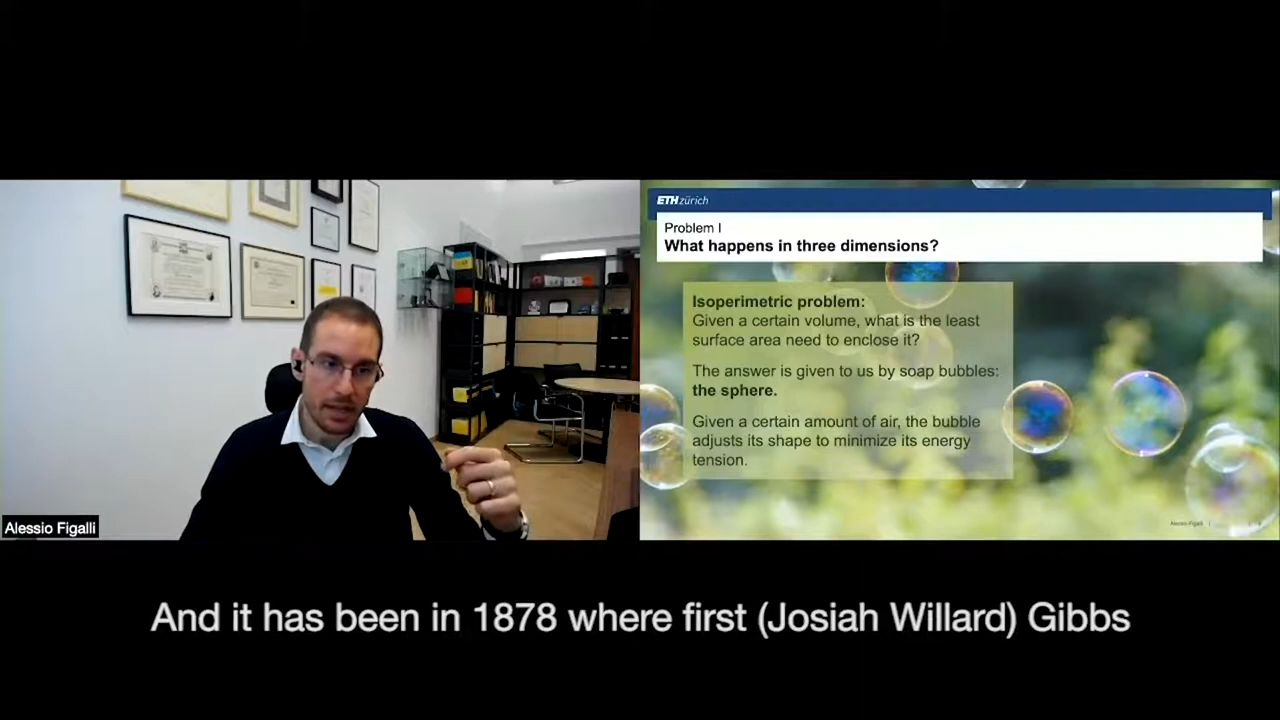 ETH zürich
Problem I
What happens in three dimensions?
Isoperimetric problem:
Given a certain volume, what is the least
surface area need to enclose it?
The answer is given to us by soap bubbles:
the sphere.
Given a certain amount of air, the bubble
adjusts its shape to minimize its energy
tension.
Alessio Figalli
Alessio Figalli
And it has been in 1878 where first (Josiah Willard) Gibbs